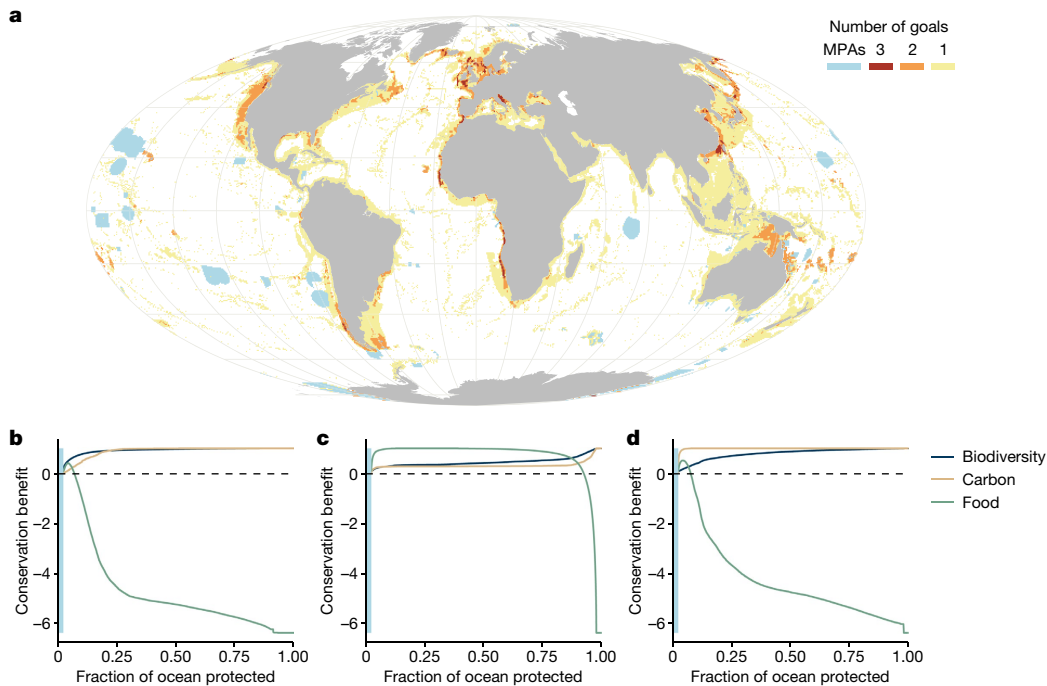 a
Number of goals
MPAs 3 2 1
b
c
d
Conservation benefit
0
−2
−4
−6
0 0.25 0.50 0.75 1.00
Fraction of ocean protected
Conservation benefit
0
−2
−4
−6
0 0.25 0.50 0.75 1.00
Fraction of ocean protected
Conservation benefit
0
−2
−4
−6
0 0.25 0.50 0.75 1.00
Fraction of ocean protected
Biodiversity
Carbon
Food